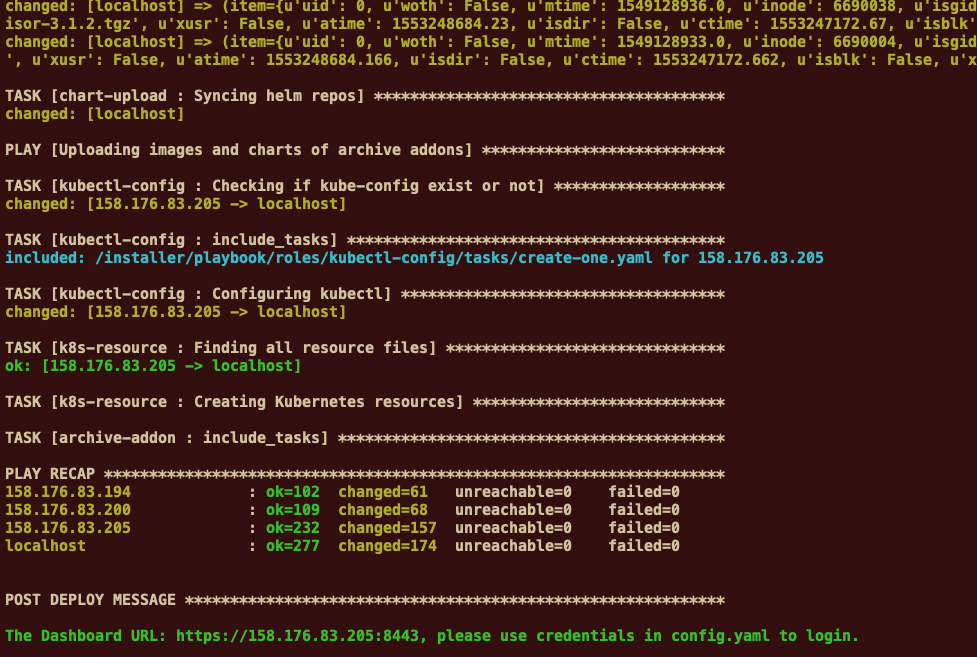 changed: [localhost] => (item={u'uid': 0, u'woth': False, u'mtime': 1549128936.0, u'inode': 6690038, u'isgid
isor-3.1.2.tgz', u'xusr': False, u'atime': 1553248684.23, u'isdir': False, u'ctime': 1553247172.67, u'isblk'
changed: [localhost] => (item={u'uid': 0, u'woth': False, u'mtime': 1549128933.0, u'inode': 6690004, u'isgid
', u'xusr': False, u'atime': 1553248684.166, u'isdir': False, u'ctime': 1553247172.662, u'isblk': False, u'x
TASK [chart-upload : Syncing helm repos] ***************************************
changed: [localhost]
PLAY [Uploading images and charts of archive addons] ***************************
TASK [kubectl-config : Checking if kube-config exist or not] *******************
changed: [158.176.83.205 -> localhost]
TASK [kubectl-config : include_tasks] ******************************************
included: /installer/playbook/roles/kubectl-config/tasks/create-one.yaml for 158.176.83.205
TASK [kubectl-config : Configuring kubectl] ************************************
changed: [158.176.83.205 -> localhost]
TASK [k8s-resource : Finding all resource files] *******************************
ok: [158.176.83.205 -> localhost]
TASK [k8s-resource : Creating Kubernetes resources] ****************************
TASK [archive-addon : include_tasks] *******************************************
PLAY RECAP *********************************************************************
158.176.83.194 : ok=102 changed=61 unreachable=0 failed=0
158.176.83.200 : ok=109 changed=68 unreachable=0 failed=0
158.176.83.205 : ok=232 changed=157 unreachable=0 failed=0
localhost : ok=277 changed=174 unreachable=0 failed=0
POST DEPLOY MESSAGE ************************************************************
The Dashboard URL: https://158.176.83.205:8443, please use credentials in config.yaml to login.